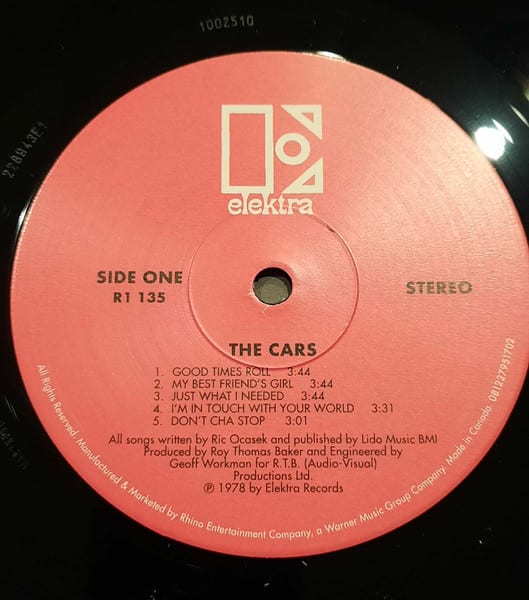 1002510
228943E1
elektra
SIDE ONE
R1 135
STEREO
THE CARS
1. GOOD TIMES ROLL 3:44
2. MY BEST FRIEND'S GIRL 3:44
3. JUST WHAT I NEEDED 3:44
4. I'M IN TOUCH WITH YOUR WORLD 3:31
5. DON'T CHA STOP 3:01
All songs written by Ric Ocasek and published by Lido Music BMI
Produced by Roy Thomas Baker and Engineered by
Geoff Workman for R.T.B. (Audio-Visual)
Productions Ltd.
℗ 1978 by Elektra Records
All Rights Reserved. Manufactured & Marketed by Rhino Entertainment Company, a Warner Music Group Company. Made in Canada. 081227951702